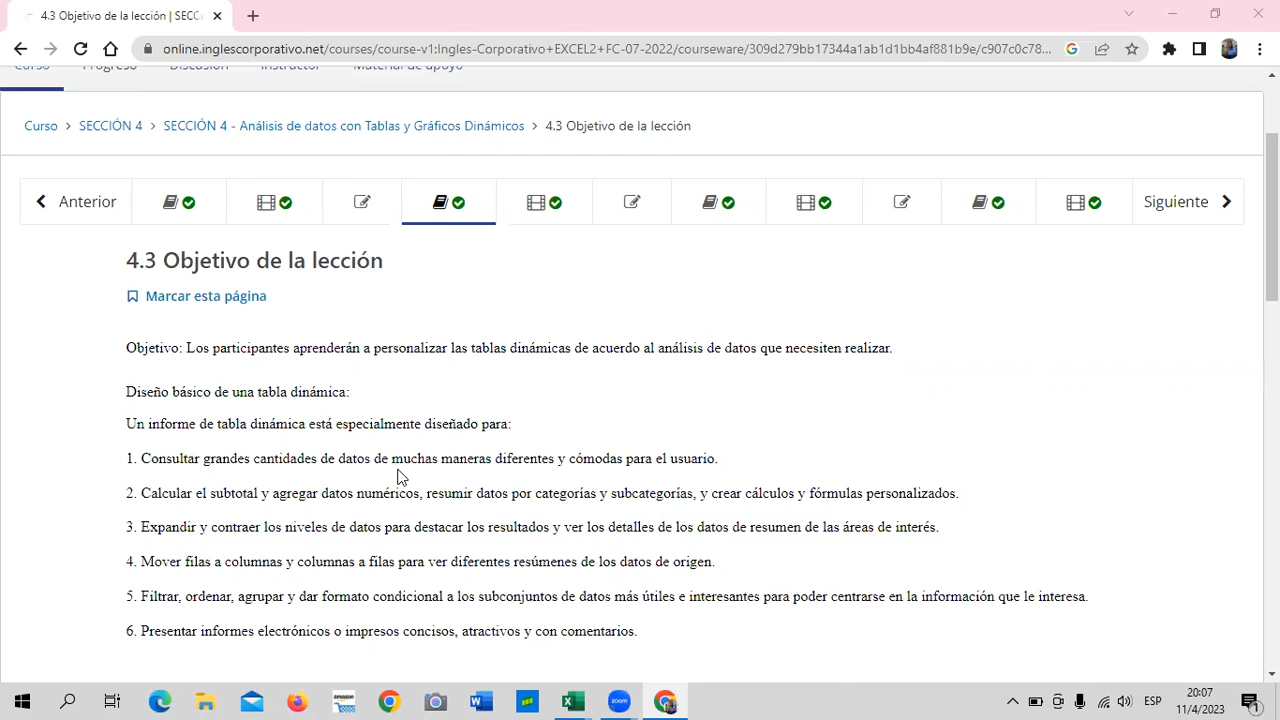 4.3 Objetivo de la lección | SECC
online.inglescorporativo.net/courses/course-v1:Ingles-Corporativo+EXCEL2+FC-07-2022/courseware/309d279bb17344a1ab1d1bb4af881b9e/c907c0c78...
Curso Progreso Discusión Instructor Material de apoyo
Curso > SECCIÓN 4 > SECCIÓN 4 - Análisis de datos con Tablas y Gráficos Dinámicos > 4.3 Objetivo de la lección
Anterior Siguiente
4.3 Objetivo de la lección
Marcar esta página
Objetivo: Los participantes aprenderán a personalizar las tablas dinámicas de acuerdo al análisis de datos que necesiten realizar.
Diseño básico de una tabla dinámica:
Un informe de tabla dinámica está especialmente diseñado para:
1. Consultar grandes cantidades de datos de muchas maneras diferentes y cómodas para el usuario.
2. Calcular el subtotal y agregar datos numéricos, resumir datos por categorías y subcategorías, y crear cálculos y fórmulas personalizados.
3. Expandir y contraer los niveles de datos para destacar los resultados y ver los detalles de los datos de resumen de las áreas de interés.
4. Mover filas a columnas y columnas a filas para ver diferentes resúmenes de los datos de origen.
5. Filtrar, ordenar, agrupar y dar formato condicional a los subconjuntos de datos más útiles e interesantes para poder centrarse en la información que le interesa.
6. Presentar informes electrónicos o impresos concisos, atractivos y con comentarios.
amazon
zoom
ESP
20:07
11/4/2023
1